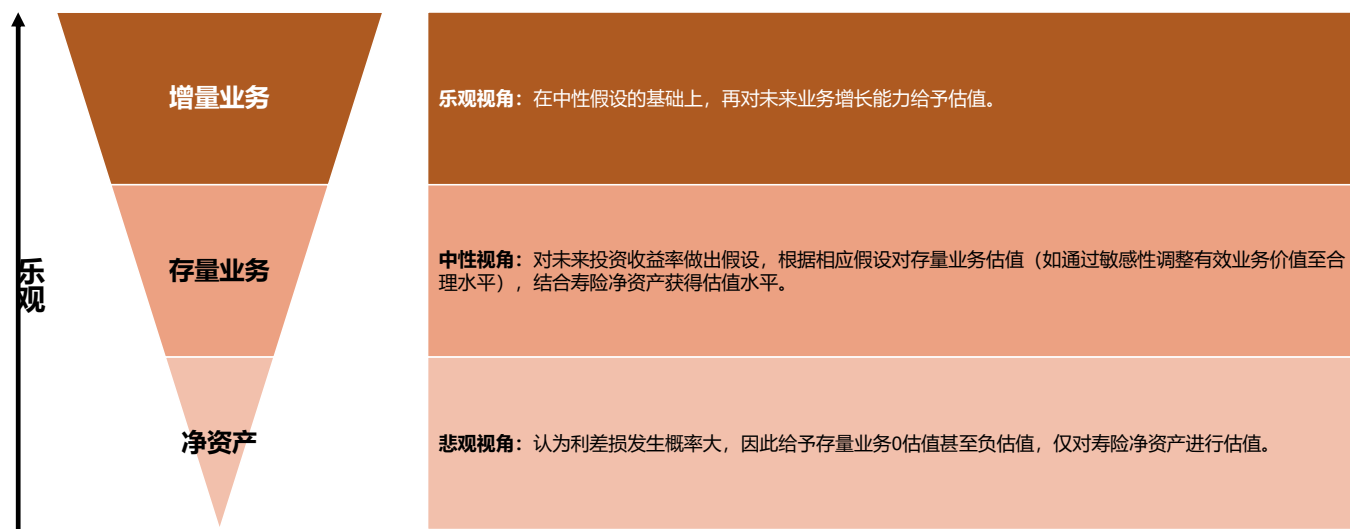 乐观
增量业务
乐观视角：在中性假设的基础上，再对未来业务增长能力给予估值。
存量业务
中性视角：对未来投资收益率做出假设，根据相应假设对存量业务估值（如通过敏感性调整有效业务价值至合
理水平），结合寿险净资产获得估值水平。
净资产
悲观视角：认为利差损发生概率大，因此给予存量业务0估值甚至负估值，仅对寿险净资产进行估值。